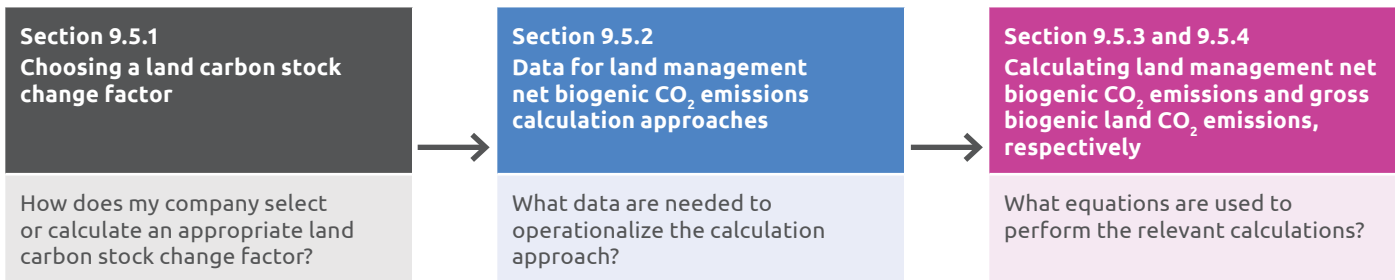 Section 9.5.1
Choosing a land carbon stock
change factor
How does my company select
or calculate an appropriate land
carbon stock change factor?
Section 9.5.2
Data for land management
net biogenic CO₂ emissions
calculation approaches
What data are needed to
operationalize the calculation
approach?
Section 9.5.3 and 9.5.4
Calculating land management net
biogenic CO₂ emissions and gross
biogenic land CO₂ emissions,
respectively
What equations are used to
perform the relevant calculations?